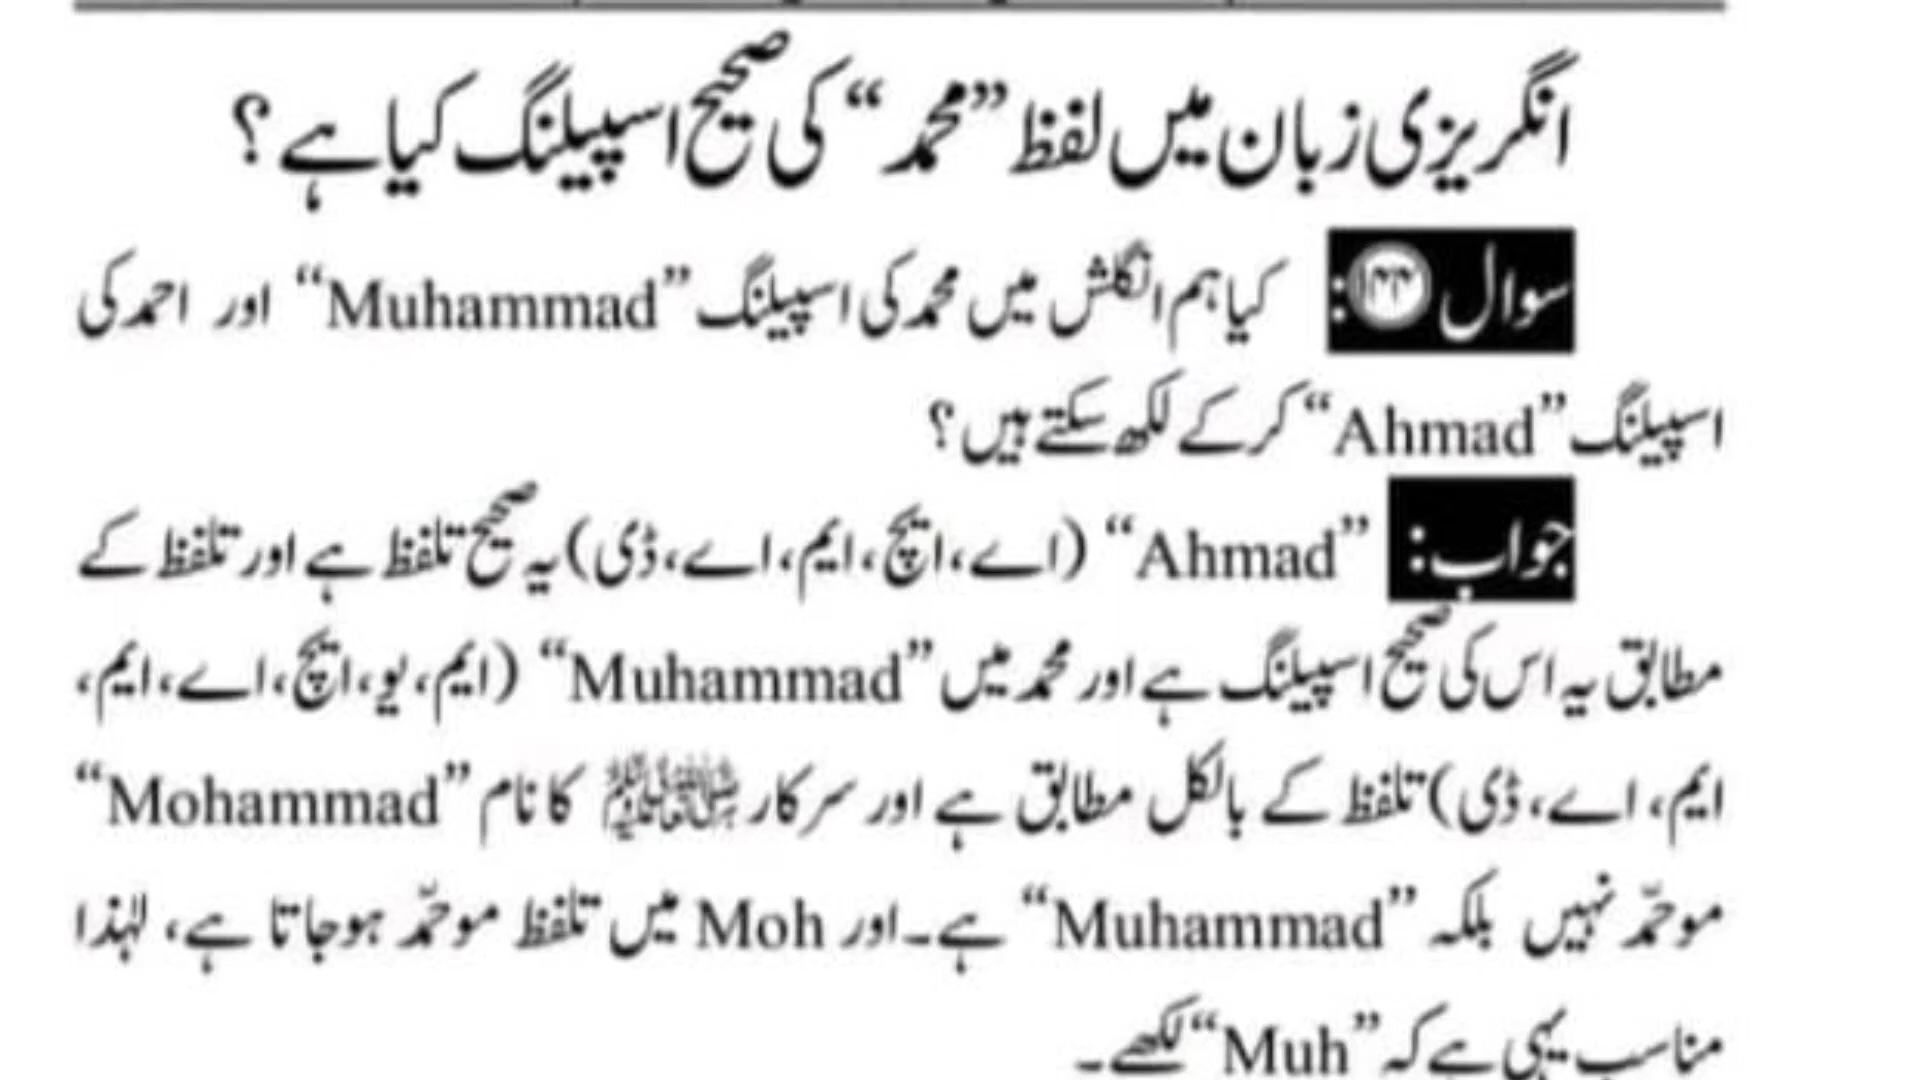 انگریزی زبان میں لفظ ”محمد“ کی صحیح اسپیلنگ کیا ہے؟
سوال ۱۴۴: کیا ہم انگلش میں محمد کی اسپیلنگ ”Muhammad“ اور احمد کی
اسپیلنگ ”Ahmad“ کر کے لکھ سکتے ہیں؟
جواب: ”Ahmad“ (اے، ایچ، ایم، اے، ڈی) یہ صحیح تلفظ ہے اور تلفظ کے
مطابق یہ اس کی صحیح اسپیلنگ ہے اور محمد میں ”Muhammad“ (ایم، یو، ایچ، اے، ایم،
ایم، اے، ڈی) تلفظ کے بالکل مطابق ہے اور سرکار ﷺ کا نام ”Mohammad“
موحمّد نہیں بلکہ ”Muhammad“ ہے۔ اور Moh میں تلفظ موحمّد ہوجاتا ہے، لہٰذا
مناسب یہی ہے کہ ”Muh“ لکھے۔